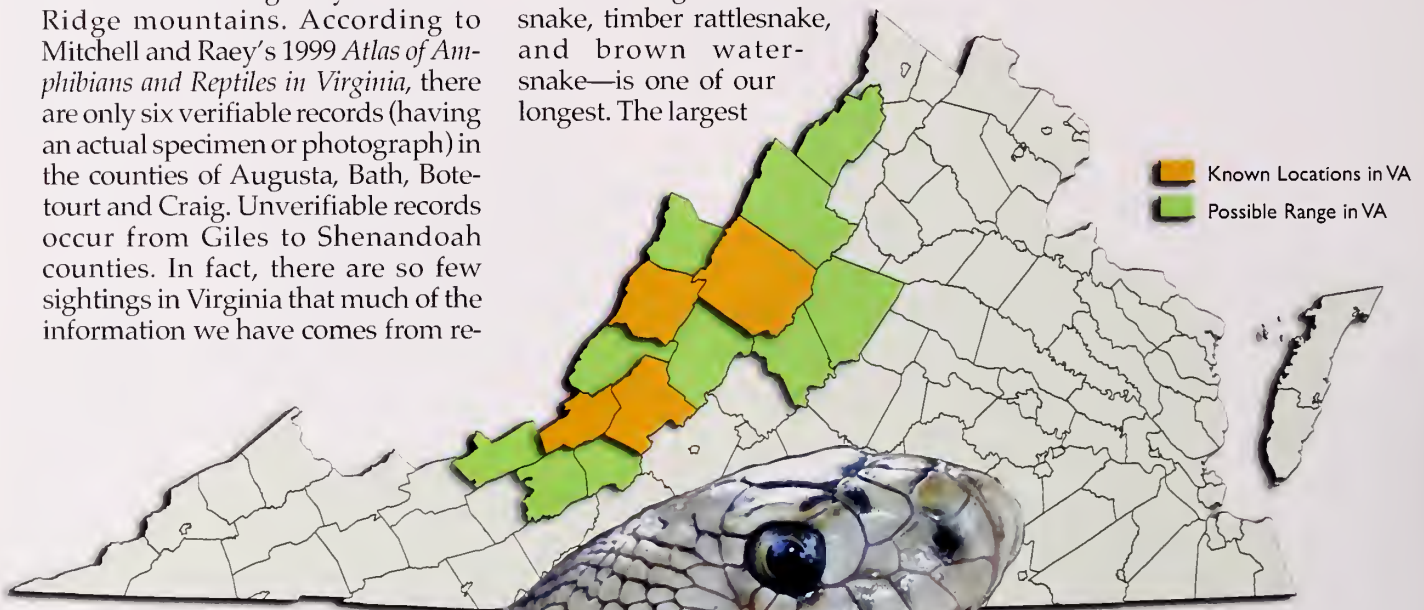 Ridge mountains. According to
Mitchell and Raey's 1999 Atlas of Am-
phibians and Reptiles in Virginia, there
are only six verifiable records (having
an actual specimen or photograph) in
the counties of Augusta, Bath, Bote-
tourt and Craig. Unverifiable records
occur from Giles to Shenandoah
counties. In fact, there are so few
sightings in Virginia that much of the
information we have comes from re-
snake, timber rattlesnake,
and brown water-
snake—is one of our
longest. The largest
Known Locations in VA
Possible Range in VA